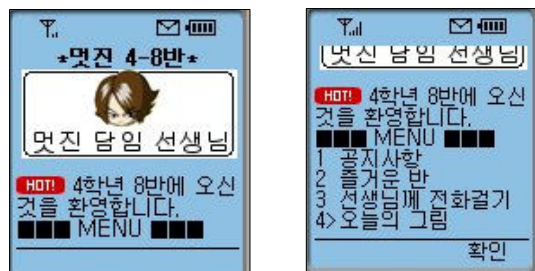 *멋진 4-8반*
멋진 담임 선생님
HOT! 4학년 8반에 오신
것을 환영합니다.
■■■ MENU ■■■
멋진 담임 선생님
HOT! 4학년 8반에 오신
것을 환영합니다.
■■■ MENU ■■■
1 공지사항
2 즐거운 반
3 선생님께 전화걸기
4>오늘의 그림
확인